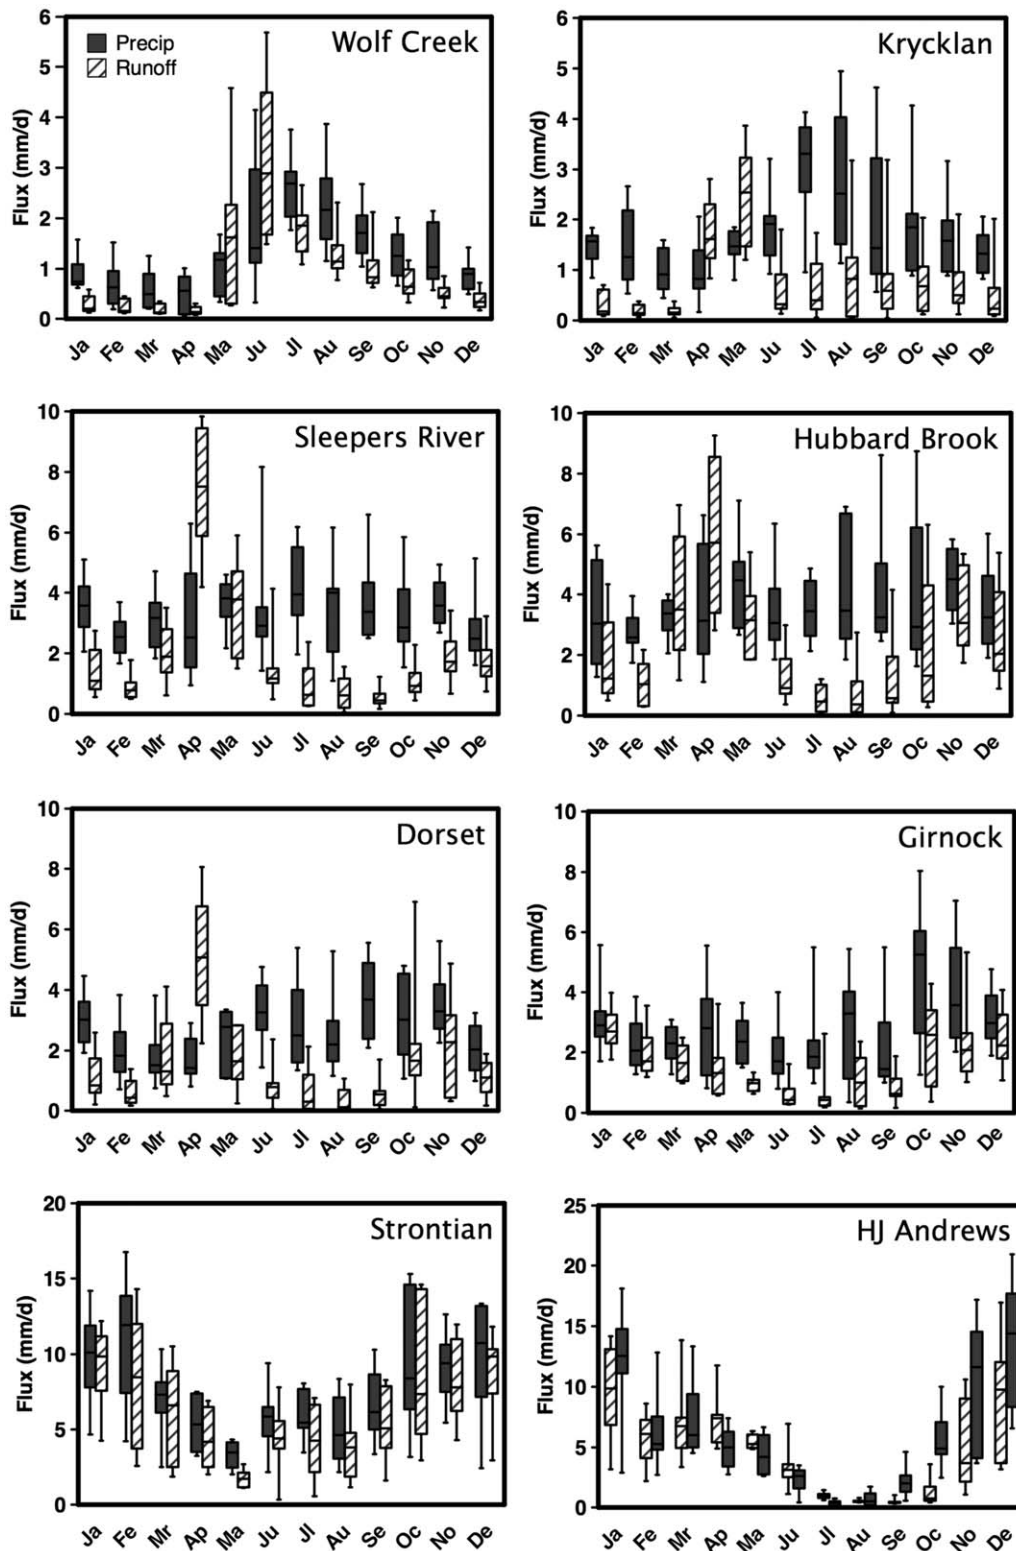 Wolf Creek
Precip
Runoff
Flux (mm/d)
6
5
4
3
2
1
0
Ja Fe Mr Ap Ma Ju Jl Au Se Oc No De
Krycklan
Flux (mm/d)
6
5
4
3
2
1
0
Ja Fe Mr Ap Ma Ju Jl Au Se Oc No De
Sleepers River
Flux (mm/d)
10
8
6
4
2
0
Ja Fe Mr Ap Ma Ju Jl Au Se Oc No De
Hubbard Brook
Flux (mm/d)
10
8
6
4
2
0
Ja Fe Mr Ap Ma Ju Jl Au Se Oc No De
Dorset
Flux (mm/d)
10
8
6
4
2
0
Ja Fe Mr Ap Ma Ju Jl Au Se Oc No De
Girnock
Flux (mm/d)
10
8
6
4
2
0
Ja Fe Mr Ap Ma Ju Jl Au Se Oc No De
Strontian
Flux (mm/d)
20
15
10
5
0
Ja Fe Mr Ap Ma Ju Jl Au Se Oc No De
HJ Andrews
Flux (mm/d)
25
20
15
10
5
0
Ja Fe Mr Ap Ma Ju Jl Au Se Oc No De